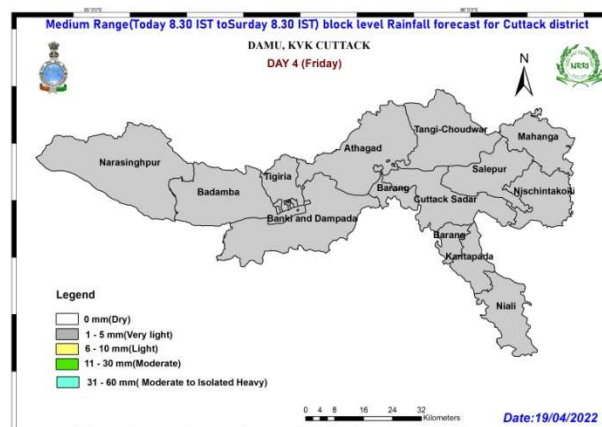 Medium Range(Today 8.30 IST toSurday 8.30 IST) block level Rainfall forecast for Cuttack district
DAMU, KVK CUTTACK
DAY 4 (Friday)
N
NRRI
Tangi-Choudwar
Mahanga
Athagad
Narasinghpur
Salepur
Tigiria
Badamba
Barang
Nischintakoili
Cuttack Sadar
Banki and Dampada
Barang
Kantapada
Niali
Legend
0 mm(Dry)
1 - 5 mm(Very light)
6 - 10 mm(Light)
11 - 30 mm(Moderate)
31 - 60 mm( Moderate to Isolated Heavy)
0 4 8 16 24 32
Kilometers
Date:19/04/2022